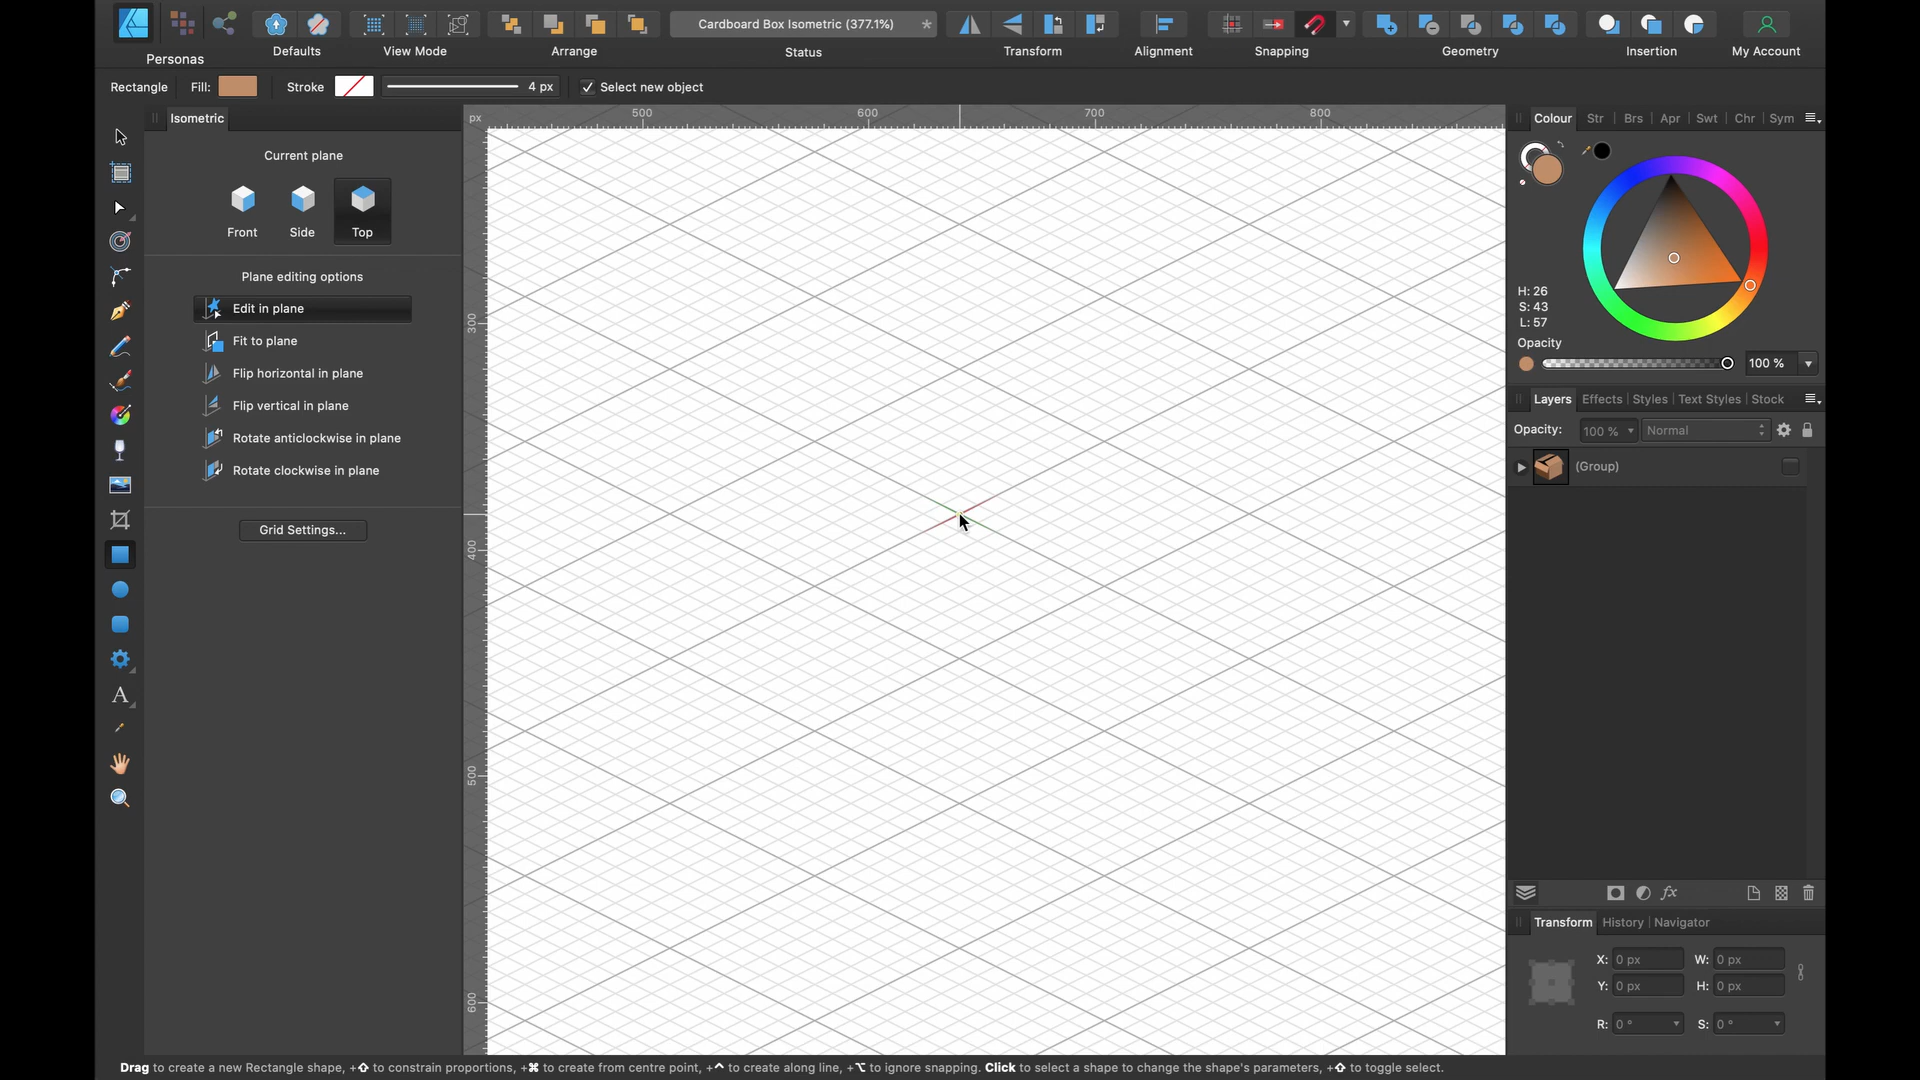 Cardboard Box Isometric (377.1%)
*
Personas
Defaults
View Mode
Arrange
Status
Transform
Alignment
Snapping
Geometry
Insertion
My Account
Rectangle
Fill:
Stroke
4 px
Select new object
Isometric
Current plane
Front
Side
Top
Plane editing options
Edit in plane
Fit to plane
Flip horizontal in plane
Flip vertical in plane
Rotate anticlockwise in plane
Rotate clockwise in plane
Grid Settings...
A
px
500
600
700
800
300
400
500
600
Colour
Str
Brs
Apr
Swt
Chr
Sym
H: 26
S: 43
L: 57
Opacity
100 %
Layers
Effects
Styles
Text Styles
Stock
Opacity:
100 %
Normal
(Group)
fx
Transform
History
Navigator
X: 0 px
W: 0 px
Y: 0 px
H: 0 px
R: 0 °
S: 0 °
Drag to create a new Rectangle shape, +⇧ to constrain proportions, +⌘ to create from centre point, +⌃ to create along line, +⌥ to ignore snapping. Click to select a shape to change the shape's parameters, +⇧ to toggle select.